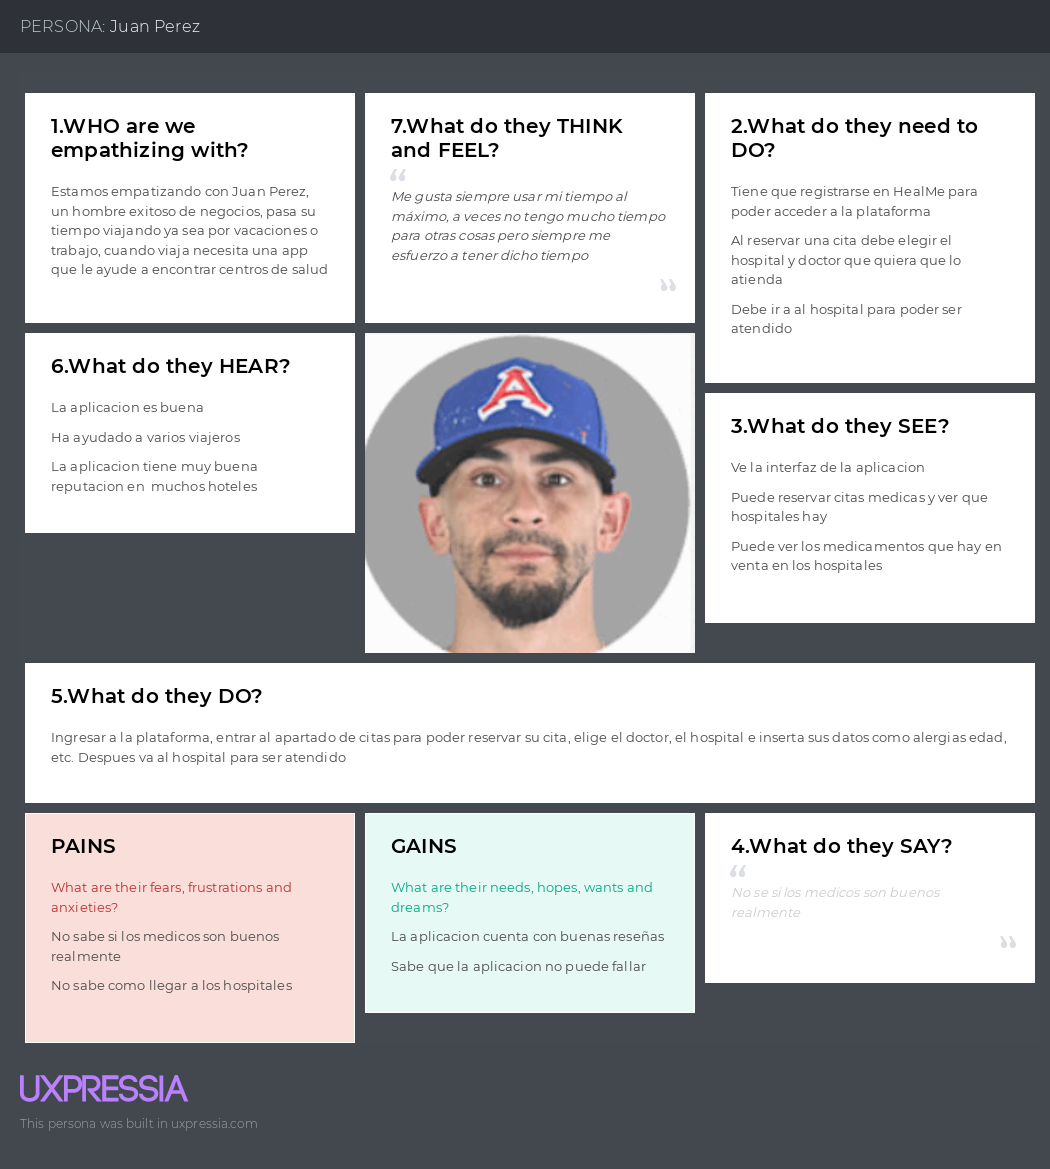 PERSONA: Juan Perez
1.WHO are we
empathizing with?
Estamos empatizando con Juan Perez,
un hombre exitoso de negocios, pasa su
tiempo viajando ya sea por vacaciones o
trabajo, cuando viaja necesita una app
que le ayude a encontrar centros de salud
7.What do they THINK
and FEEL?
“
Me gusta siempre usar mi tiempo al
máximo, a veces no tengo mucho tiempo
para otras cosas pero siempre me
esfuerzo a tener dicho tiempo
”
2.What do they need to
DO?
Tiene que registrarse en HealMe para
poder acceder a la plataforma
Al reservar una cita debe elegir el
hospital y doctor que quiera que lo
atienda
Debe ir a al hospital para poder ser
atendido
6.What do they HEAR?
La aplicacion es buena
Ha ayudado a varios viajeros
La aplicacion tiene muy buena
reputacion en  muchos hoteles
A
3.What do they SEE?
Ve la interfaz de la aplicacion
Puede reservar citas medicas y ver que
hospitales hay
Puede ver los medicamentos que hay en
venta en los hospitales
5.What do they DO?
Ingresar a la plataforma, entrar al apartado de citas para poder reservar su cita, elige el doctor, el hospital e inserta sus datos como alergias edad,
etc. Despues va al hospital para ser atendido
PAINS
What are their fears, frustrations and
anxieties?
No sabe si los medicos son buenos
realmente
No sabe como llegar a los hospitales
GAINS
What are their needs, hopes, wants and
dreams?
La aplicacion cuenta con buenas reseñas
Sabe que la aplicacion no puede fallar
4.What do they SAY?
“
No se si los medicos son buenos
realmente
”
UXPRESSIA
This persona was built in uxpressia.com